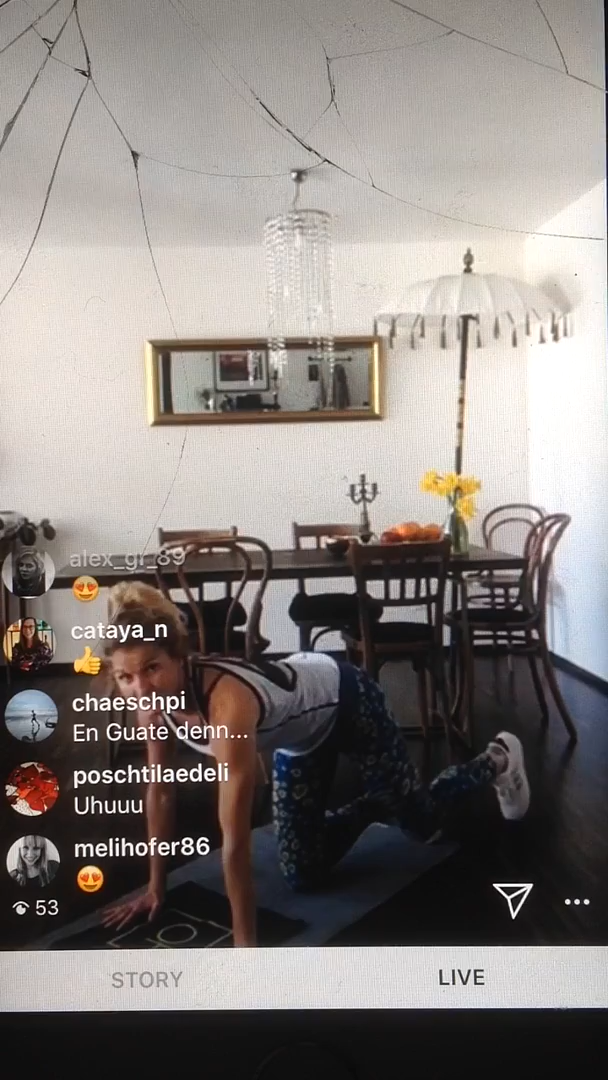 alex_gr_89
😍
cataya_n
👍
chaeschpi
En Guate denn...
poschtilaedeli
Uhuuu
melihofer86
😍
53
STORY
LIVE